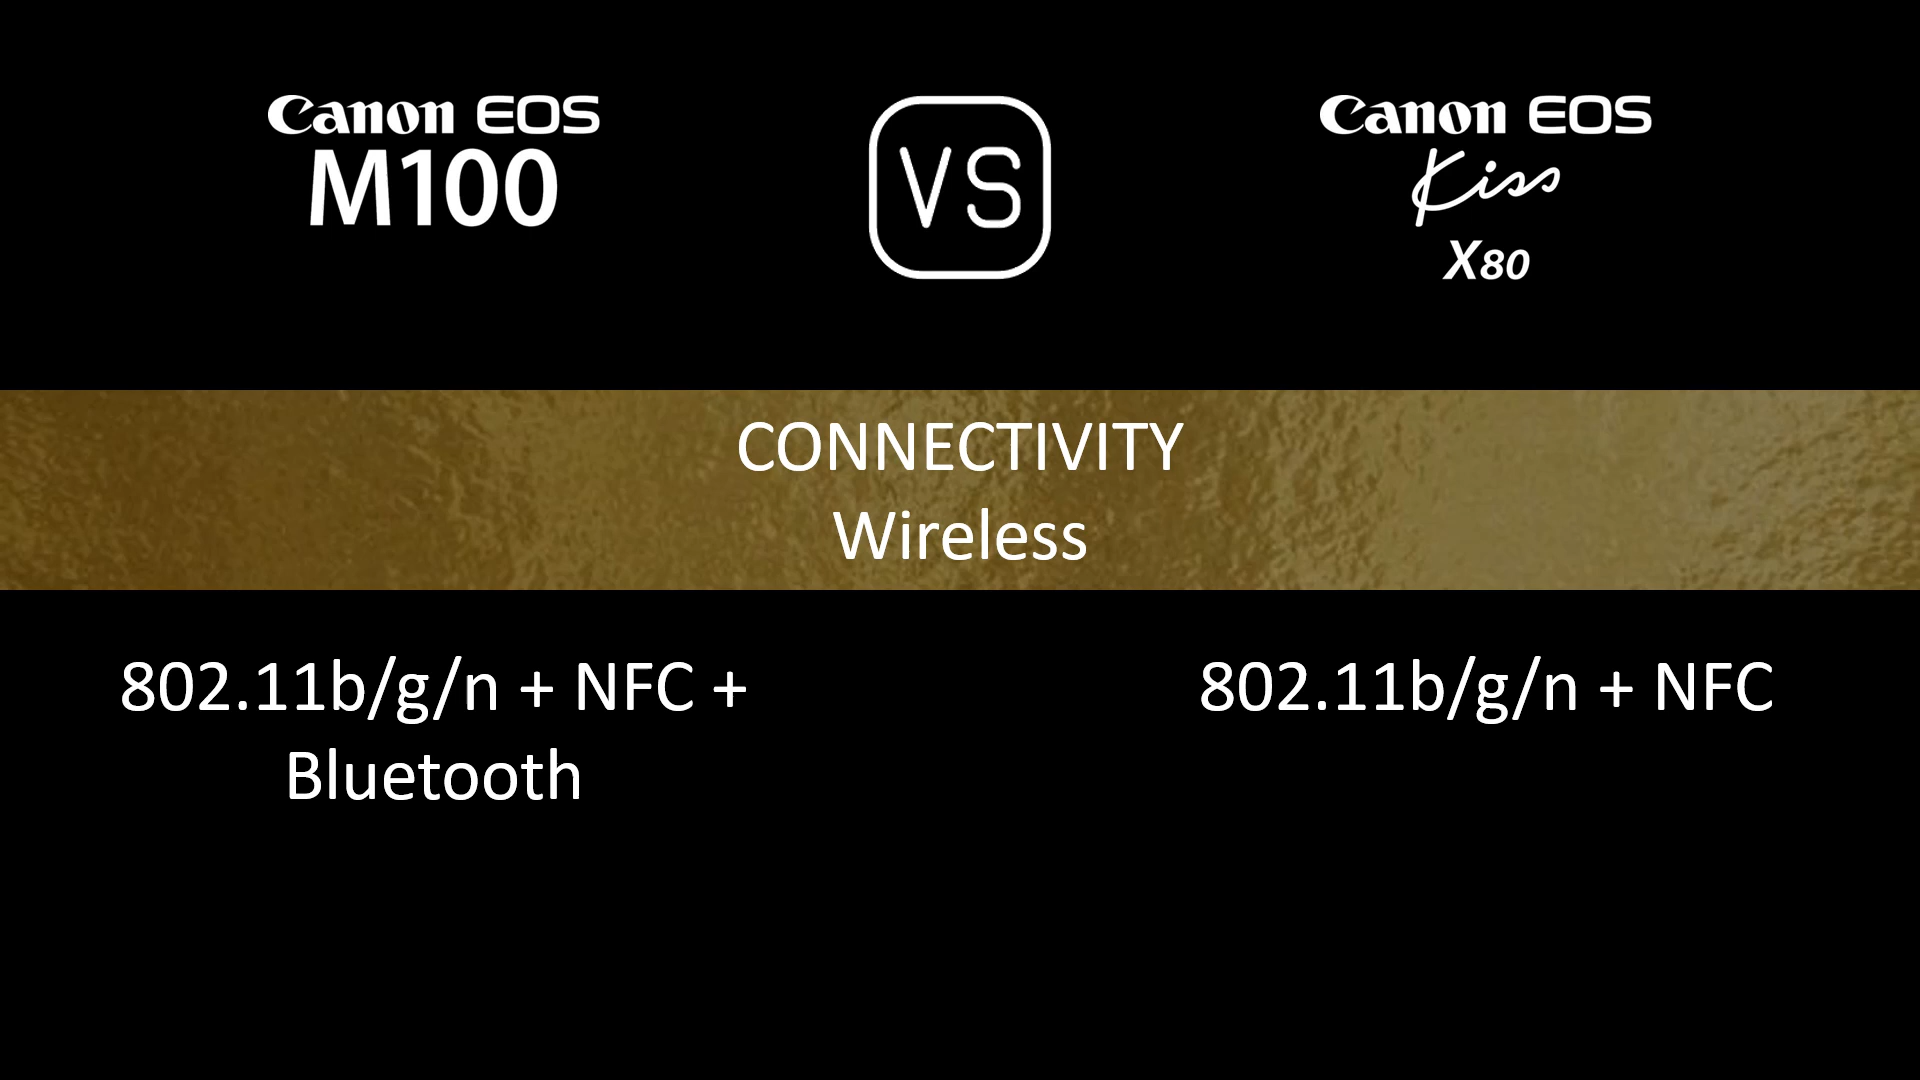 Canon EOS
M100
VS
Canon EOS
Kiss
X80
CONNECTIVITY
Wireless
802.11b/g/n + NFC +
Bluetooth
802.11b/g/n + NFC